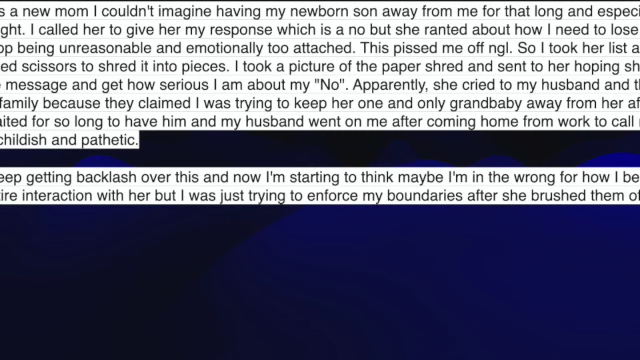 s a new mom I couldn't imagine having my newborn son away from me for that long and especi
ght. I called her to give her my response which is a no but she ranted about how I need to lose
op being unreasonable and emotionally too attached. This pissed me off ngl. So I took her list a
ed scissors to shred it into pieces. I took a picture of the paper shred and sent to her hoping sh
e message and get how serious I am about my "No". Apparently, she cried to my husband and th
family because they claimed I was trying to keep her one and only grandbaby away from her af
aited for so long to have him and my husband went on me after coming home from work to call
childish and pathetic.
eep getting backlash over this and now I'm starting to think maybe I'm in the wrong for how I be
tire interaction with her but I was just trying to enforce my boundaries after she brushed them of